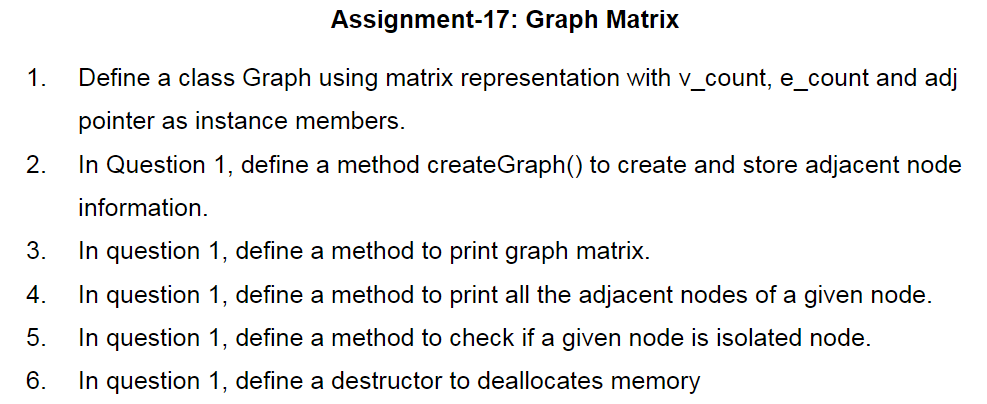 Assignment-17: Graph Matrix
1. Define a class Graph using matrix representation with v_count, e_count and adj
pointer as instance members.
2. In Question 1, define a method createGraph() to create and store adjacent node
information.
3. In question 1, define a method to print graph matrix.
4. In question 1, define a method to print all the adjacent nodes of a given node.
5. In question 1, define a method to check if a given node is isolated node.
6. In question 1, define a destructor to deallocates memory